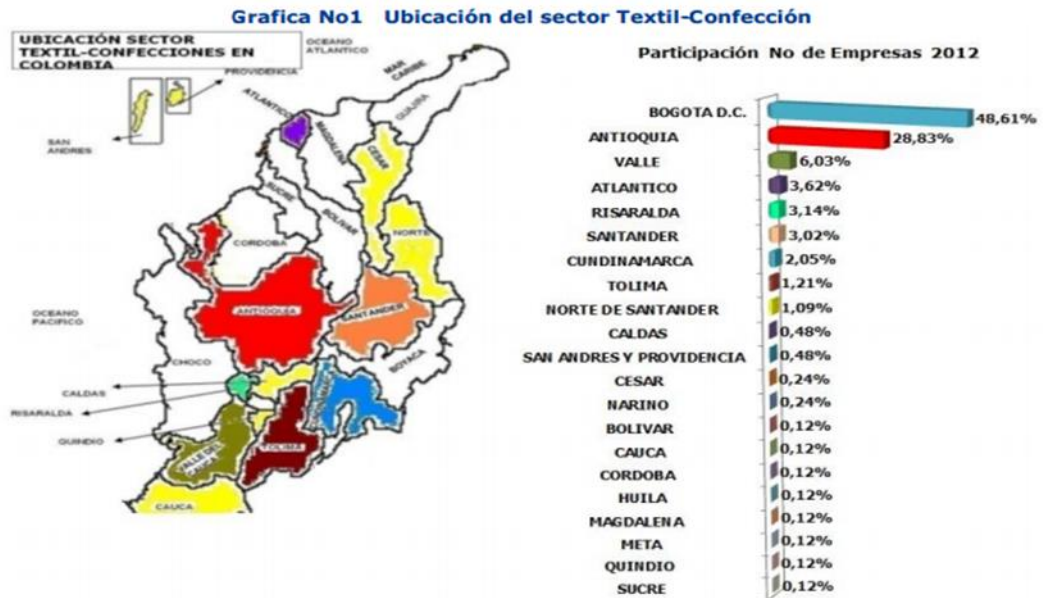 Grafica No1 Ubicación del sector Textil-Confección
UBICACIÓN SECTOR
TEXTIL-CONFECCIONES EN
COLOMBIA
OCEANO
ATLANTICO
PROVIDENCIA
MAR
CARIBE
ATLANTICO
GUAJIRA
SAN
ANDRES
MAGDALENA
CESAR
SUCRE
BOLIVAR
NORTE
CORDOBA
OCEANO
PACIFICO
ANTIOQUIA
SANTANDER
BOYACA
CHOCO
CALDAS
RISARALDA
QUINDIO
VALLE DEL
CAUCA
TOLIMA
CAUCA
Participación No de Empresas 2012
BOGOTA D.C. 48,61%
ANTIOQUIA 28,83%
VALLE 6,03%
ATLANTICO 3,62%
RISARALDA 3,14%
SANTANDER 3,02%
CUNDINAMARCA 2,05%
TOLIMA 1,21%
NORTE DE SANTANDER 1,09%
CALDAS 0,48%
SAN ANDRES Y PROVIDENCIA 0,48%
CESAR 0,24%
NARINO 0,24%
BOLIVAR 0,12%
CAUCA 0,12%
CORDOBA 0,12%
HUILA 0,12%
MAGDALENA 0,12%
META 0,12%
QUINDIO 0,12%
SUCRE 0,12%